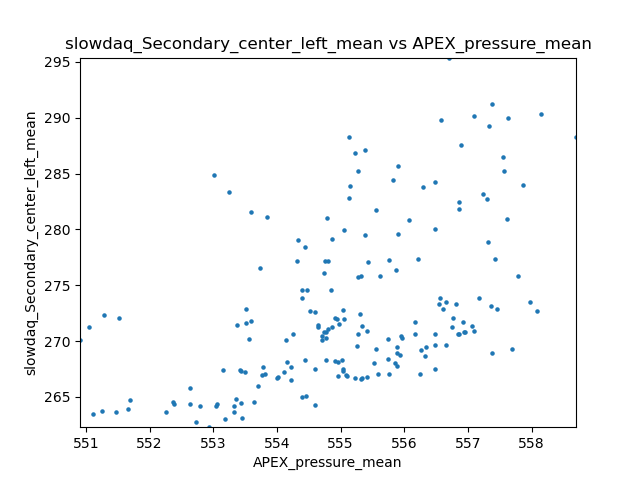 slowdaq_Secondary_center_left_mean vs APEX_pressure_mean
295
290
285
280
275
270
265
slowdaq_Secondary_center_left_mean
551 552 553 554 555 556 557 558
APEX_pressure_mean